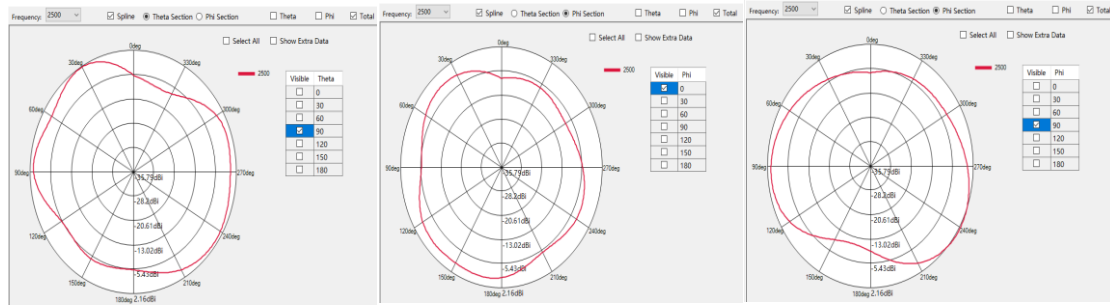 Frequency: 2500 Spline Theta Section Phi Section Theta Phi Total
Select All Show Extra Data
0deg
30deg
330deg
2500
60deg
300deg
90deg
270deg
120deg
240deg
150deg
210deg
180deg 2.16dBi
-35.79dBi
-28.2dBi
-20.61dBi
-13.02dBi
-5.43dBi
Visible Theta
0
30
60
90
120
150
180
Frequency: 2500 Spline Theta Section Phi Section Theta Phi Total
Select All Show Extra Data
0deg
30deg
330deg
2500
60deg
300deg
90deg
270deg
120deg
240deg
150deg
210deg
180deg 2.16dBi
-35.79dBi
-28.2dBi
-20.61dBi
-13.02dBi
-5.43dBi
Visible Phi
0
30
60
90
120
150
180
Frequency: 2500 Spline Theta Section Phi Section Theta Phi Total
Select All Show Extra Data
0deg
30deg
330deg
2500
60deg
300deg
90deg
270deg
120deg
240deg
150deg
210deg
180deg 2.16dBi
-35.79dBi
-28.2dBi
-20.61dBi
-13.02dBi
-5.43dBi
Visible Phi
0
30
60
90
120
150
180